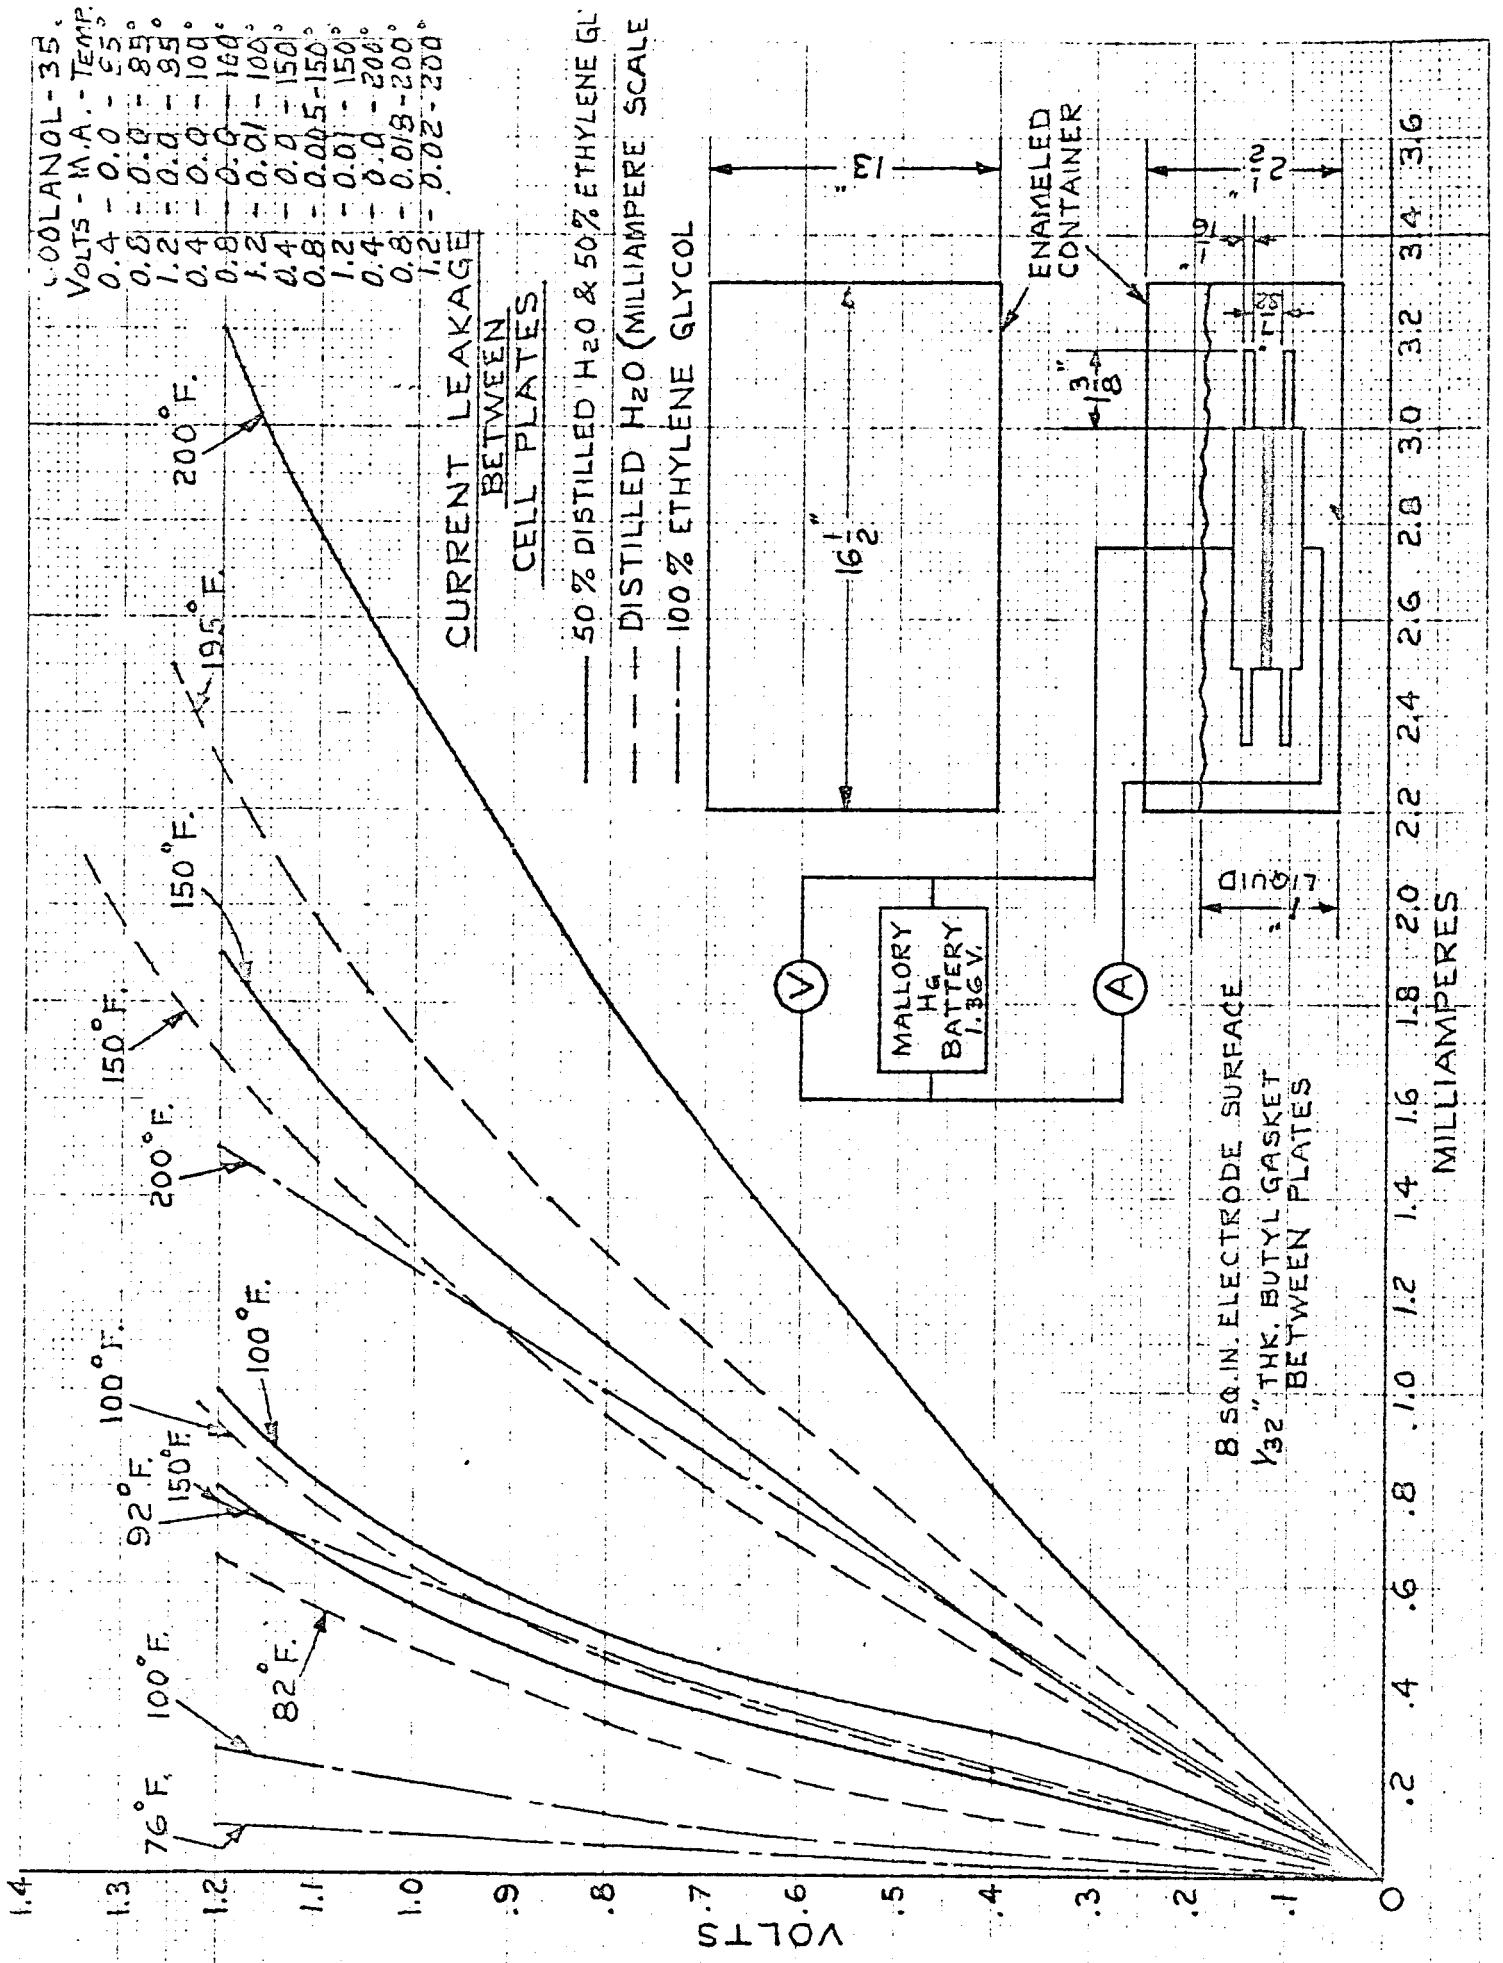 COOLANOL-35.
VOLTS - M.A. - TEMP.
0.4 - 0.0 - 85°
0.8 - 0.0 - 85°
1.2 - 0.0 - 85°
0.4 - 0.0 - 100°
0.8 - 0.0 - 100°
1.2 - 0.01 - 100°
0.4 - 0.0 - 150°
0.8 - 0.005 - 150°
1.2 - 0.01 - 150°
0.4 - 0.0 - 200°
0.8 - 0.018 - 200°
1.2 - 0.02 - 200°
CURRENT LEAKAGE
BETWEEN
CELL PLATES
50% DISTILLED H2O & 50% ETHYLENE GL
DISTILLED H2O (MILLIAMPERE SCALE
100% ETHYLENE GLYCOL
76°F.
100°F.
82°F.
92°F.
150°F.
100°F.
100°F.
200°F.
150°F.
150°F.
195°F.
200°F.
16 1/2"
13"
ENAMELED
CONTAINER
2 1/2"
1/16"
1 3/8"
MALLORY
HG
BATTERY
1.36 V.
V
A
1" LIQUID
8 SQ.IN. ELECTRODE SURFACE
1/32" THK. BUTYL GASKET
BETWEEN PLATES
VOLTS
1.4
1.3
1.2
1.1
1.0
.9
.8
.7
.6
.5
.4
.3
.2
.1
0
.2 .4 .6 .8 1.0 1.2 1.4 1.6 1.8 2.0 2.2 2.4 2.6 2.8 3.0 3.2 3.4 3.6
MILLIAMPERES